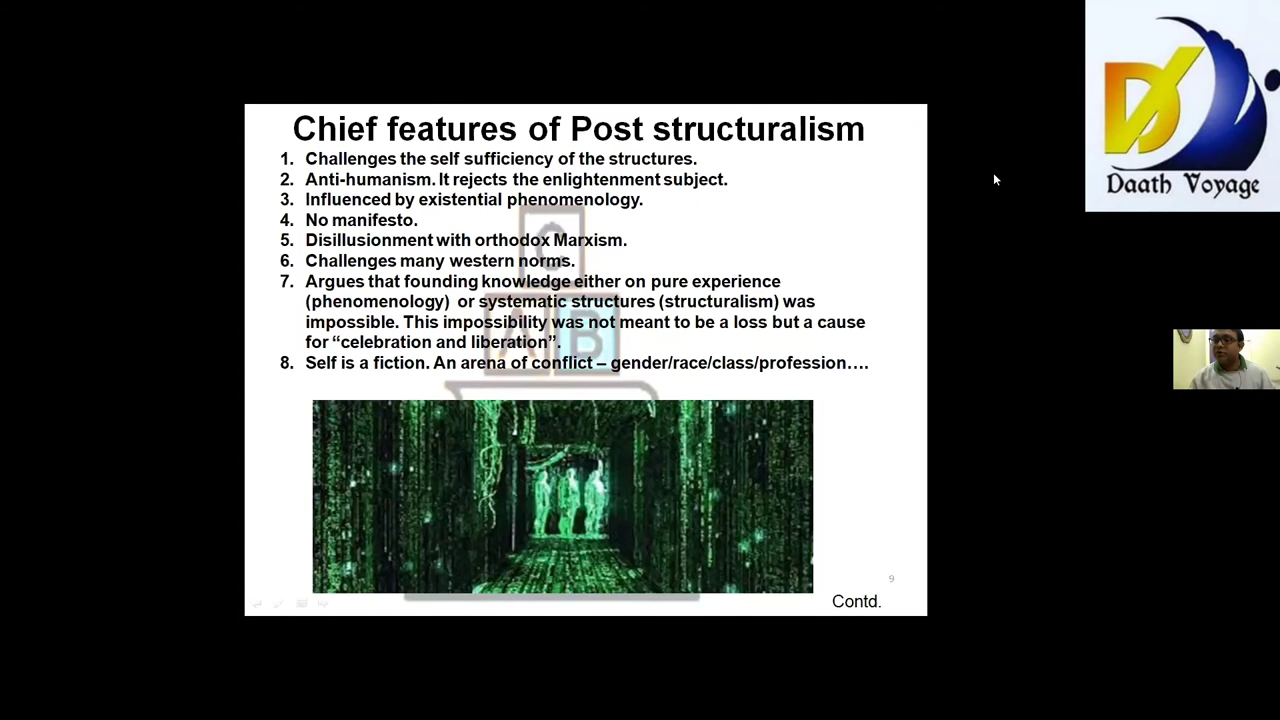 Chief features of Post structuralism
1. Challenges the self sufficiency of the structures.
2. Anti-humanism. It rejects the enlightenment subject.
3. Influenced by existential phenomenology.
4. No manifesto.
5. Disillusionment with orthodox Marxism.
6. Challenges many western norms.
7. Argues that founding knowledge either on pure experience
(phenomenology) or systematic structures (structuralism) was
impossible. This impossibility was not meant to be a loss but a cause
for “celebration and liberation”.
8. Self is a fiction. An arena of conflict – gender/race/class/profession….
C
A B
9
Contd.
D
Daath Voyage